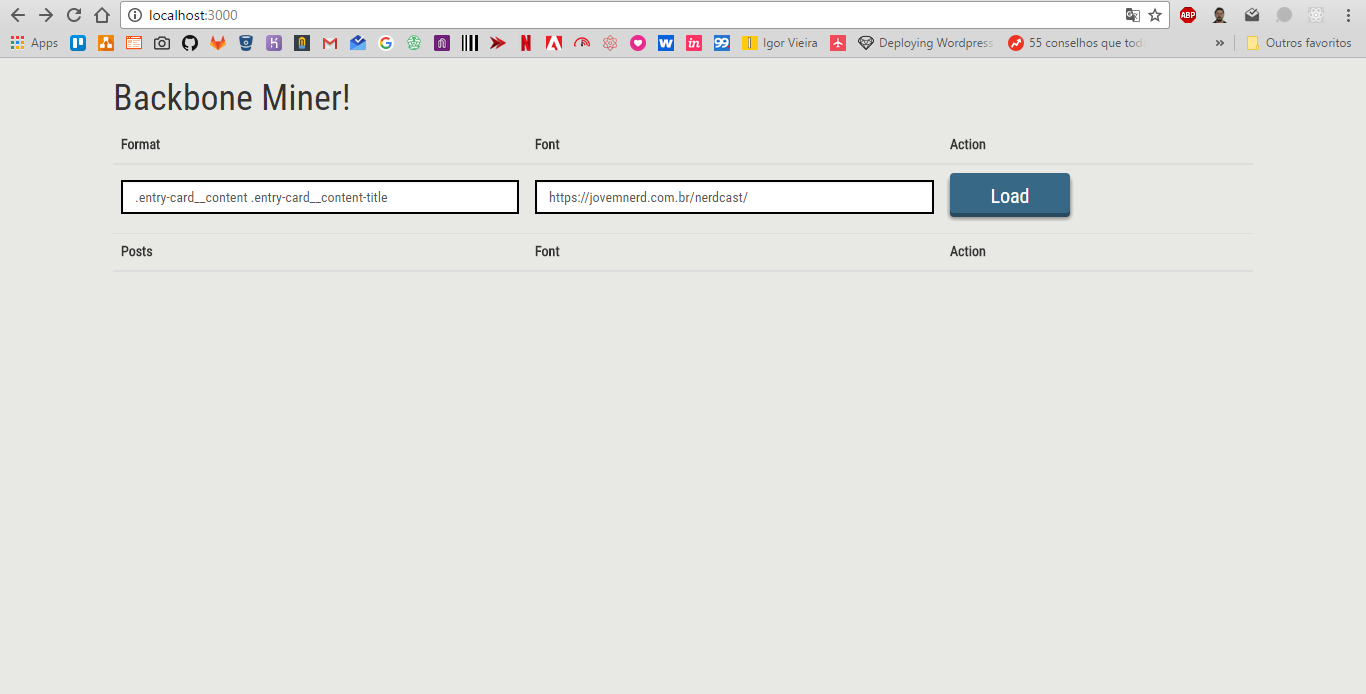 localhost:3000
ABP
Apps
Igor Vieira
Deploying Wordpress
55 conselhos que tod
»
Outros favoritos
Backbone Miner!
Format Font Action
.entry-card__content .entry-card__content-title https://jovemnerd.com.br/nerdcast/ Load
Posts Font Action